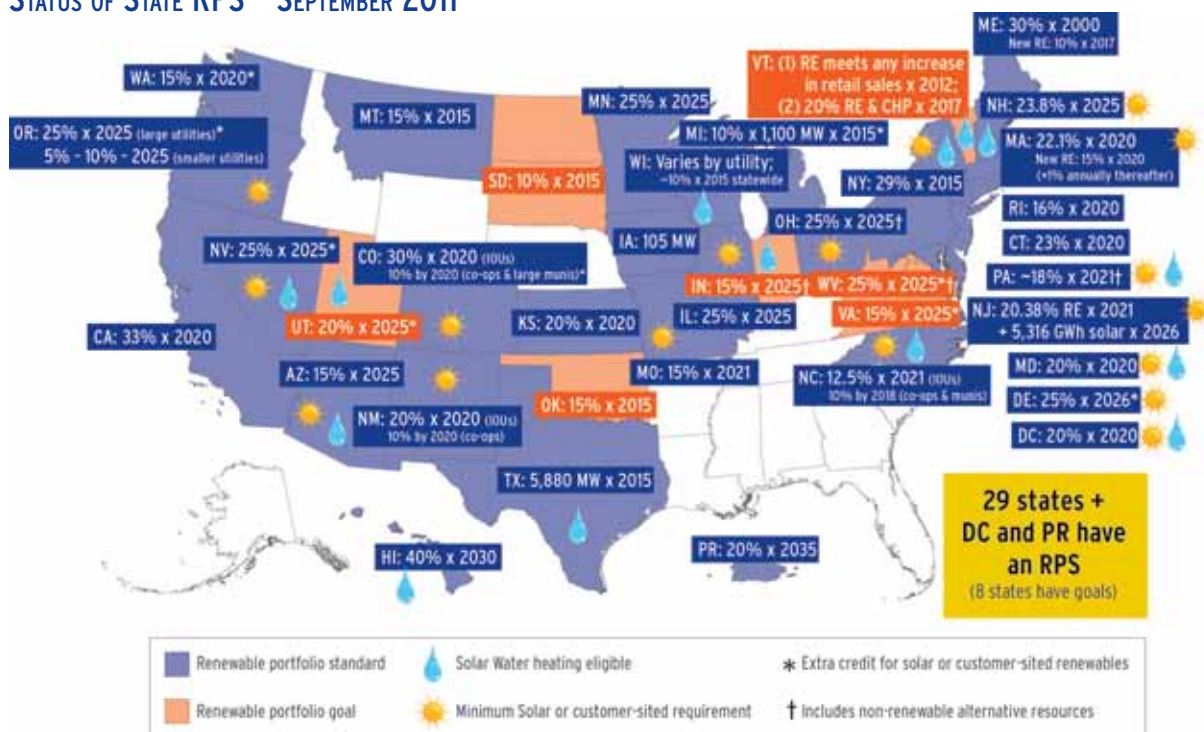 STATUS OF STATE RPS - SEPTEMBER 2011
ME: 30% x 2000
New RE: 10% x 2017
WA: 15% x 2020*
VT: (1) RE meets any increase
in retail sales x 2012;
(2) 20% RE & CHP x 2017
MN: 25% x 2025
NH: 23.8% x 2025
MT: 15% x 2015
OR: 25% x 2025 (large utilities)*
5% - 10% - 2025 (smaller utilities)
MI: 10% x 1,100 MW x 2015*
MA: 22.1% x 2020
New RE: 15% x 2020
(+1% annually thereafter)
WI: Varies by utility;
~10% x 2015 statewide
SD: 10% x 2015
NY: 29% x 2015
RI: 16% x 2020
OH: 25% x 2025†
NV: 25% x 2025*
CO: 30% x 2020 (IOUs)
10% by 2020 (co-ops & large munis)*
IA: 105 MW
CT: 23% x 2020
PA: ~18% x 2021†
IN: 15% x 2025†
WV: 25% x 2025*†
UT: 20% x 2025*
KS: 20% x 2020
IL: 25% x 2025
VA: 15% x 2025*
NJ: 20.38% RE x 2021
+ 5,316 GWh solar x 2026
CA: 33% x 2020
MD: 20% x 2020
AZ: 15% x 2025
MO: 15% x 2021
NC: 12.5% x 2021 (IOUs)
10% by 2018 (co-ops & munis)
DE: 25% x 2026*
OK: 15% x 2015
NM: 20% x 2020 (IOUs)
10% by 2020 (co-ops)
DC: 20% x 2020
TX: 5,880 MW x 2015
29 states +
DC and PR have
an RPS
(8 states have goals)
HI: 40% x 2030
PR: 20% x 2035
Renewable portfolio standard
Solar Water heating eligible
* Extra credit for solar or customer-sited renewables
Renewable portfolio goal
Minimum Solar or customer-sited requirement
† Includes non-renewable alternative resources